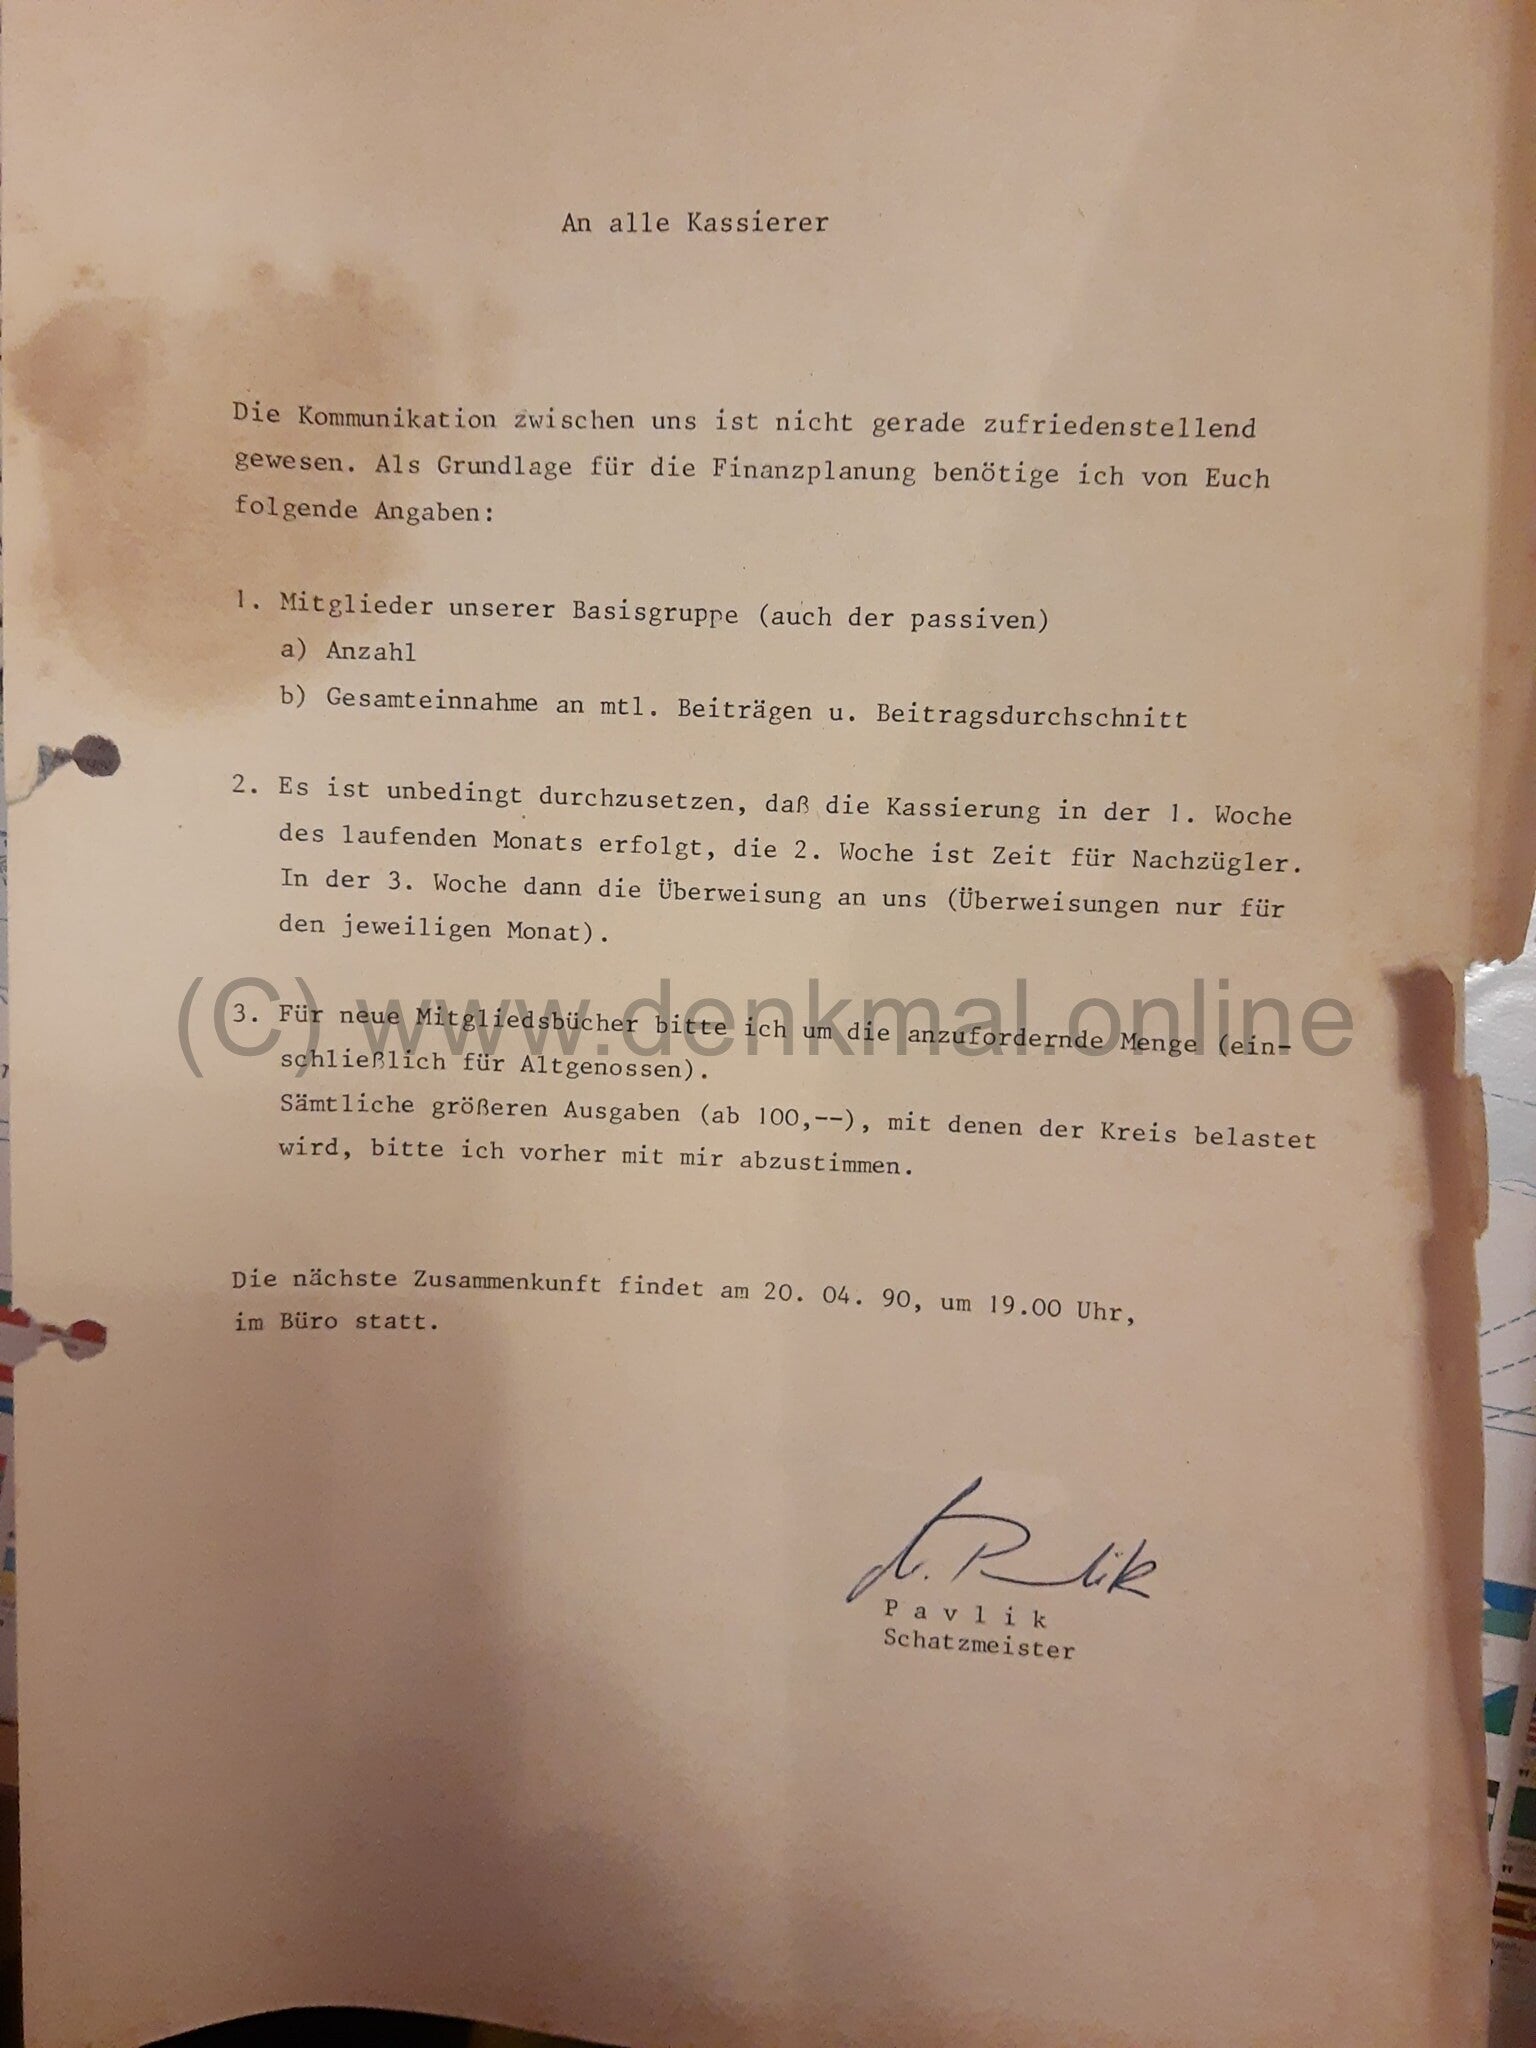 An alle Kassierer
Die Kommunikation zwischen uns ist nicht gerade zufriedenstellend
gewesen. Als Grundlage für die Finanzplanung benötige ich von Euch
folgende Angaben:
1. Mitglieder unserer Basisgruppe (auch der passiven)
a) Anzahl
b) Gesamteinnahme an mtl. Beiträgen u. Beitragsdurchschnitt
2. Es ist unbedingt durchzusetzen, daß die Kassierung in der 1. Woche
des laufenden Monats erfolgt, die 2. Woche ist Zeit für Nachzügler.
In der 3. Woche dann die Überweisung an uns (Überweisungen nur für
den jeweiligen Monat).
(C) www.denkmal.online
3. Für neue Mitgliedsbücher bitte ich um die anzufordernde Menge (ein-
schließlich für Altgenossen).
Sämtliche größeren Ausgaben (ab 100,--), mit denen der Kreis belastet
wird, bitte ich vorher mit mir abzustimmen.
Die nächste Zusammenkunft findet am 20. 04. 90, um 19.00 Uhr,
im Büro statt.
Pavlik
P a v l i k
Schatzmeister